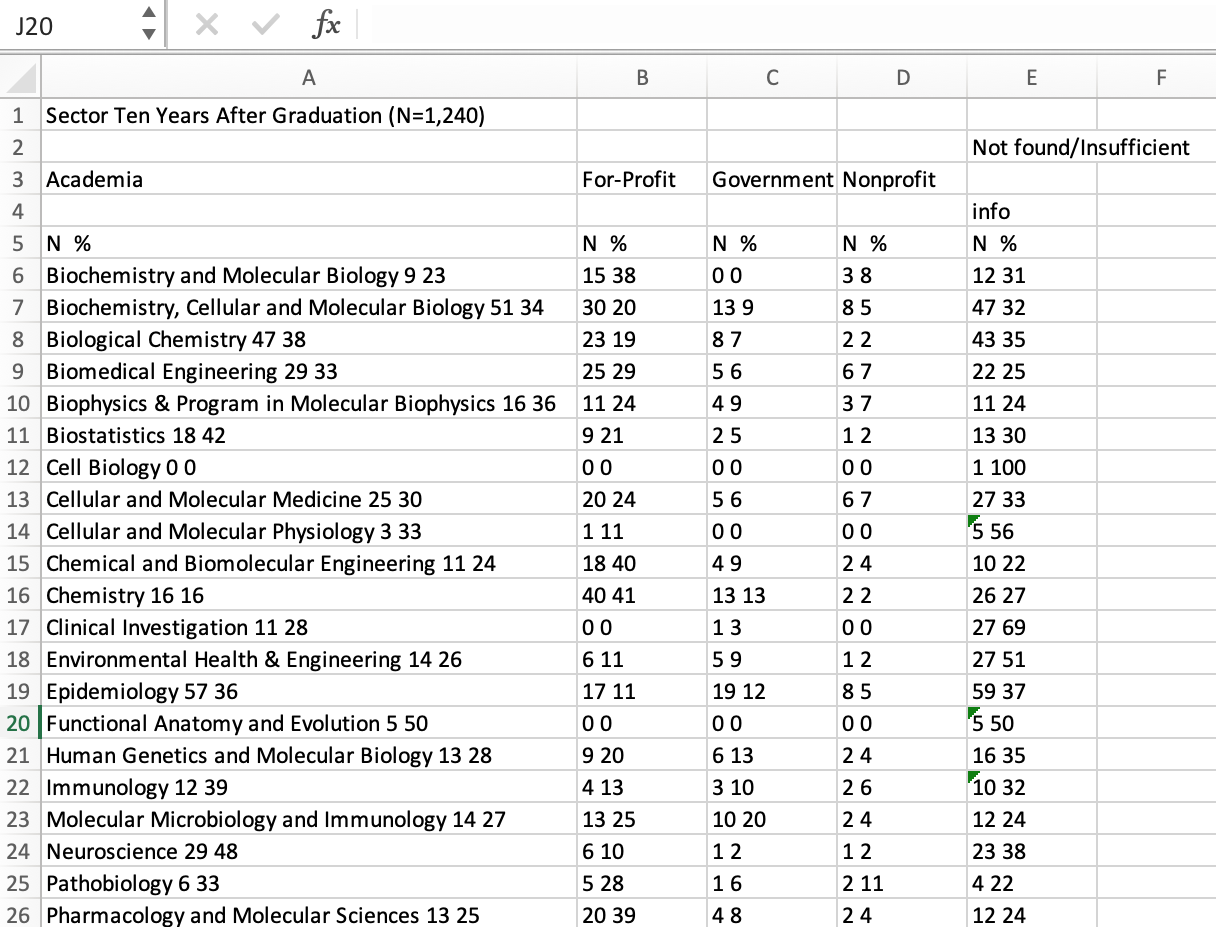 J20 fx
A B C D E F
1 Sector Ten Years After Graduation (N=1,240)
2 Not found/Insufficient
3 Academia For-Profit Government Nonprofit
4 info
5 N % N % N % N % N %
6 Biochemistry and Molecular Biology 9 23 15 38 0 0 3 8 12 31
7 Biochemistry, Cellular and Molecular Biology 51 34 30 20 13 9 8 5 47 32
8 Biological Chemistry 47 38 23 19 8 7 2 2 43 35
9 Biomedical Engineering 29 33 25 29 5 6 6 7 22 25
10 Biophysics & Program in Molecular Biophysics 16 36 11 24 4 9 3 7 11 24
11 Biostatistics 18 42 9 21 2 5 1 2 13 30
12 Cell Biology 0 0 0 0 0 0 0 0 1 100
13 Cellular and Molecular Medicine 25 30 20 24 5 6 6 7 27 33
14 Cellular and Molecular Physiology 3 33 1 11 0 0 0 0 5 56
15 Chemical and Biomolecular Engineering 11 24 18 40 4 9 2 4 10 22
16 Chemistry 16 16 40 41 13 13 2 2 26 27
17 Clinical Investigation 11 28 0 0 1 3 0 0 27 69
18 Environmental Health & Engineering 14 26 6 11 5 9 1 2 27 51
19 Epidemiology 57 36 17 11 19 12 8 5 59 37
20 Functional Anatomy and Evolution 5 50 0 0 0 0 0 0 5 50
21 Human Genetics and Molecular Biology 13 28 9 20 6 13 2 4 16 35
22 Immunology 12 39 4 13 3 10 2 6 10 32
23 Molecular Microbiology and Immunology 14 27 13 25 10 20 2 4 12 24
24 Neuroscience 29 48 6 10 1 2 1 2 23 38
25 Pathobiology 6 33 5 28 1 6 2 11 4 22
26 Pharmacology and Molecular Sciences 13 25 20 39 4 8 2 4 12 24